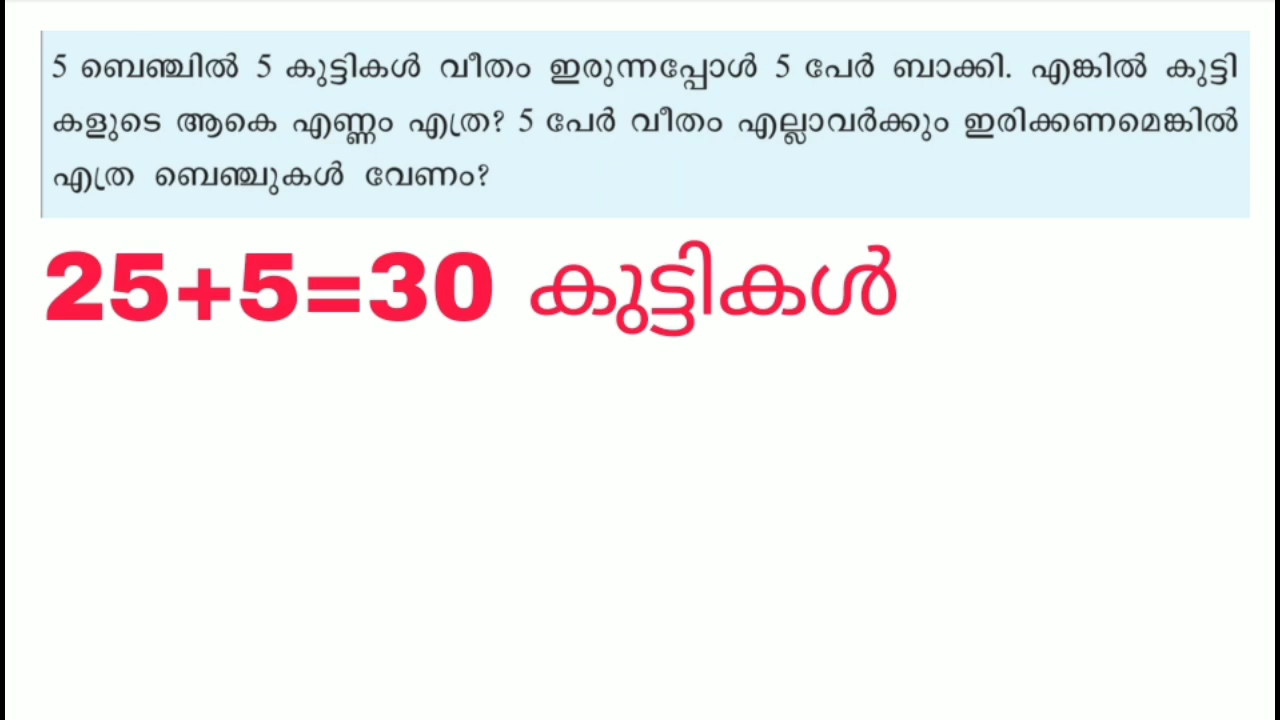 5 ബെഞ്ചിൽ 5 കുട്ടികൾ വീതം ഇരുന്നപ്പോൾ 5 പേർ ബാക്കി. എങ്കിൽ കുട്ടി
കളുടെ ആകെ എണ്ണം എത്ര? 5 പേർ വീതം എല്ലാവർക്കും ഇരിക്കണമെങ്കിൽ
എത്ര ബെഞ്ചുകൾ വേണം?
25+5=30 കുട്ടികൾ